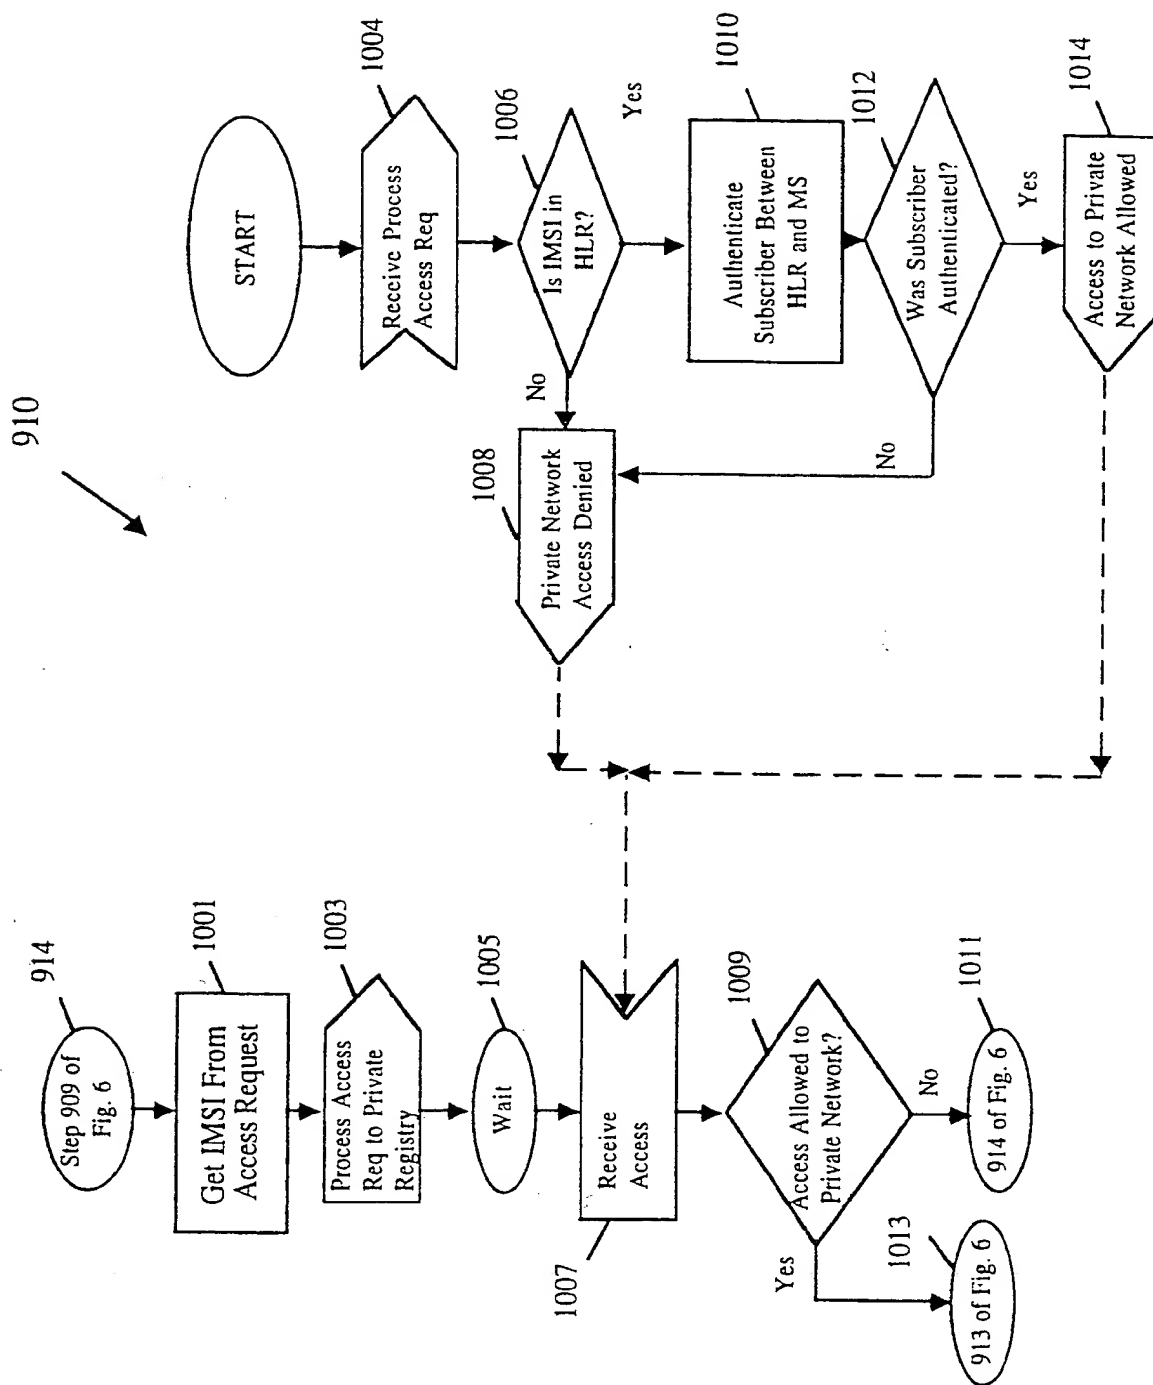 910
914
Step 909 of
Fig. 6
1001
Get IMSI From
Access Request
1003
Process Access
Req to Private
Registry
1005
Wait
1007
Receive
Access
1009
Access Allowed to
Private Network?
Yes
No
1013
913 of Fig. 6
1011
914 of Fig. 6
START
1004
Receive Process
Access Req
1006
Is IMSI in
HLR?
No
Yes
1008
Private Network
Access Denied
1010
Authenticate
Subscriber Between
HLR and MS
1012
Was Subscriber
Authenticated?
No
Yes
1014
Access to Private
Network Allowed